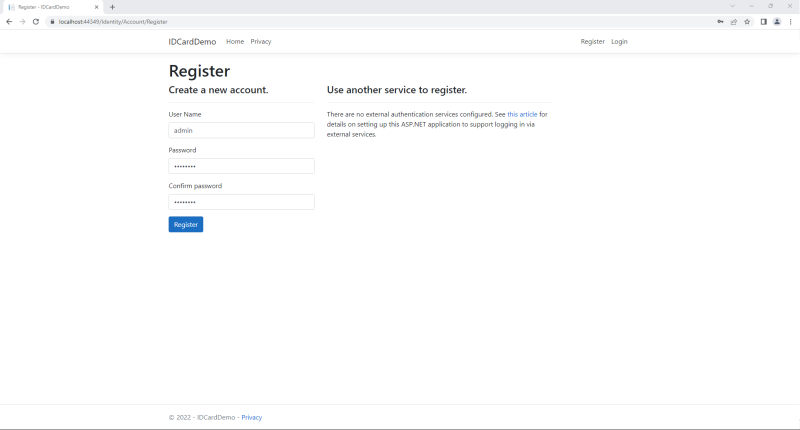 Register - IDCardDemo
localhost:44349/Identity/Account/Register
IDCardDemo Home Privacy Register Login
Register
Create a new account.
User Name
admin
Password
••••••••
Confirm password
••••••••
Register
Use another service to register.
There are no external authentication services configured. See this article for
details on setting up this ASP.NET application to support logging in via
external services.
© 2022 - IDCardDemo - Privacy